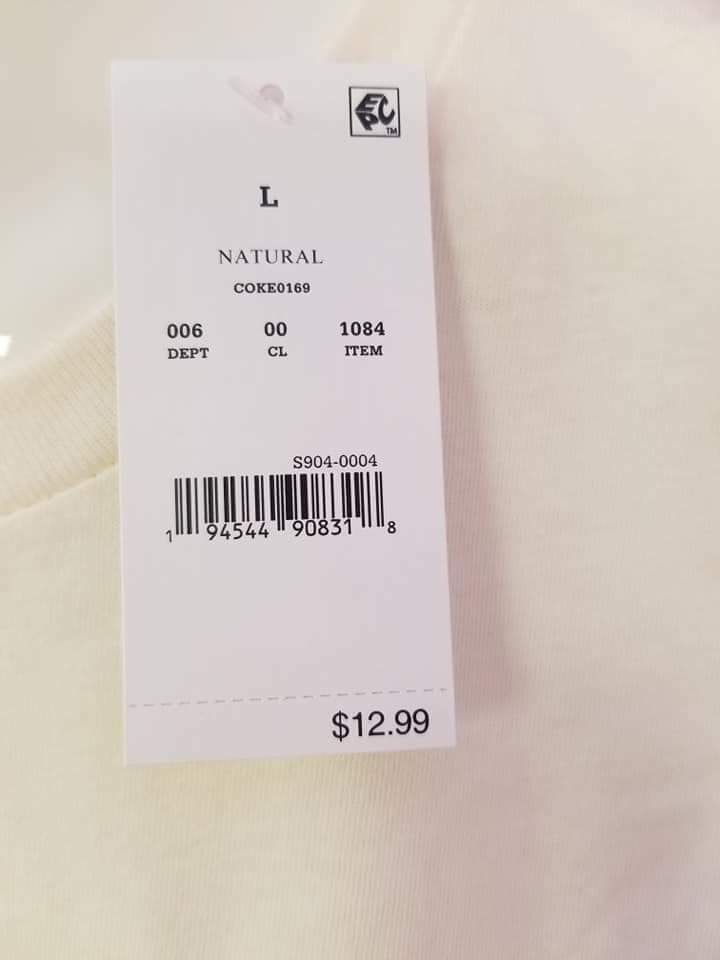 EPC
TM
L
NATURAL
COKE0169
006 00 1084
DEPT CL ITEM
S904-0004
1 94544 90831 8
$12.99